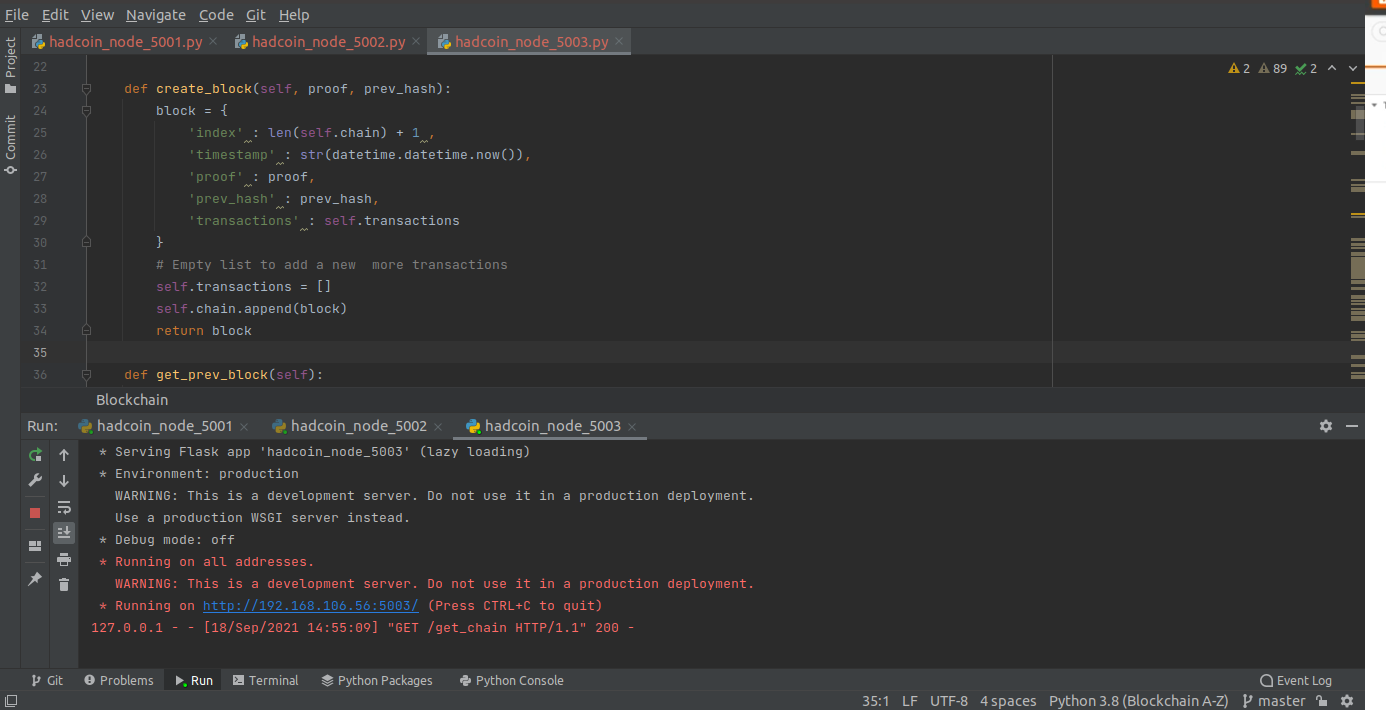 File Edit View Navigate Code Git Help
hadcoin_node_5001.py hadcoin_node_5002.py hadcoin_node_5003.py
Project
Commit
2 89 2
22
23 def create_block(self, proof, prev_hash):
24 block = {
25 'index' : len(self.chain) + 1 ,
26 'timestamp' : str(datetime.datetime.now()),
27 'proof' : proof,
28 'prev_hash' : prev_hash,
29 'transactions' : self.transactions
30 }
31 # Empty list to add a new  more transactions
32 self.transactions = []
33 self.chain.append(block)
34 return block
35
36 def get_prev_block(self):
Blockchain
Run: hadcoin_node_5001 hadcoin_node_5002 hadcoin_node_5003
* Serving Flask app 'hadcoin_node_5003' (lazy loading)
* Environment: production
WARNING: This is a development server. Do not use it in a production deployment.
Use a production WSGI server instead.
* Debug mode: off
* Running on all addresses.
WARNING: This is a development server. Do not use it in a production deployment.
* Running on http://192.168.106.56:5003/ (Press CTRL+C to quit)
127.0.0.1 - - [18/Sep/2021 14:55:09] "GET /get_chain HTTP/1.1" 200 -
Git Problems Run Terminal Python Packages Python Console Event Log
35:1 LF UTF-8 4 spaces Python 3.8 (Blockchain A-Z) master